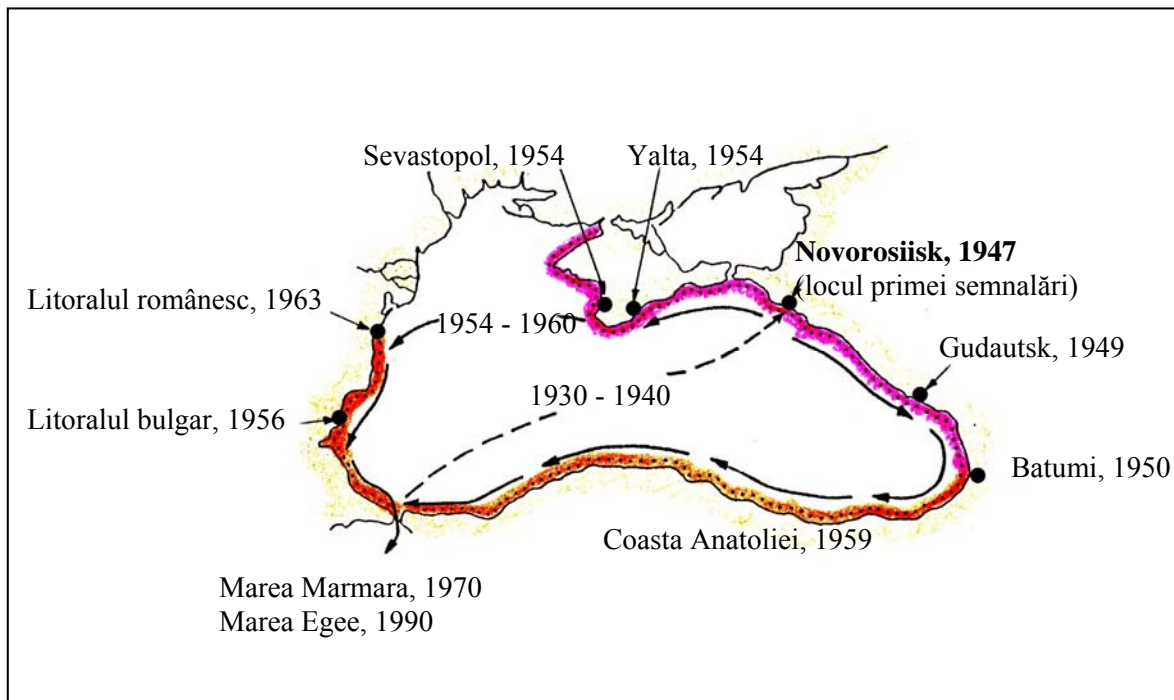 Sevastopol, 1954
Yalta, 1954
Novorosiisk, 1947
(locul primei semnalări)
Litoralul românesc, 1963
1954 - 1960
Gudautsk, 1949
1930 - 1940
Litoralul bulgar, 1956
Batumi, 1950
Coasta Anatoliei, 1959
Marea Marmara, 1970
Marea Egee, 1990